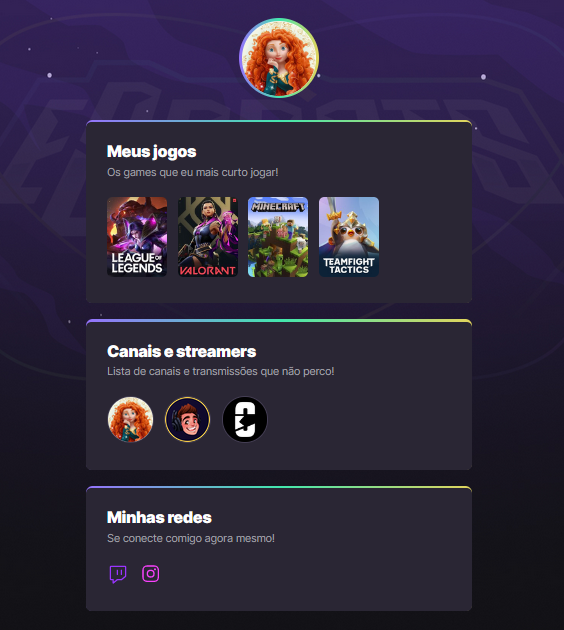 eSPORTS
Meus jogos
Os games que eu mais curto jogar!
LEAGUE OF
LEGENDS
VALORANT
MINECRAFT
TEAMFIGHT
TACTICS
Canais e streamers
Lista de canais e transmissões que não perco!
Minhas redes
Se conecte comigo agora mesmo!